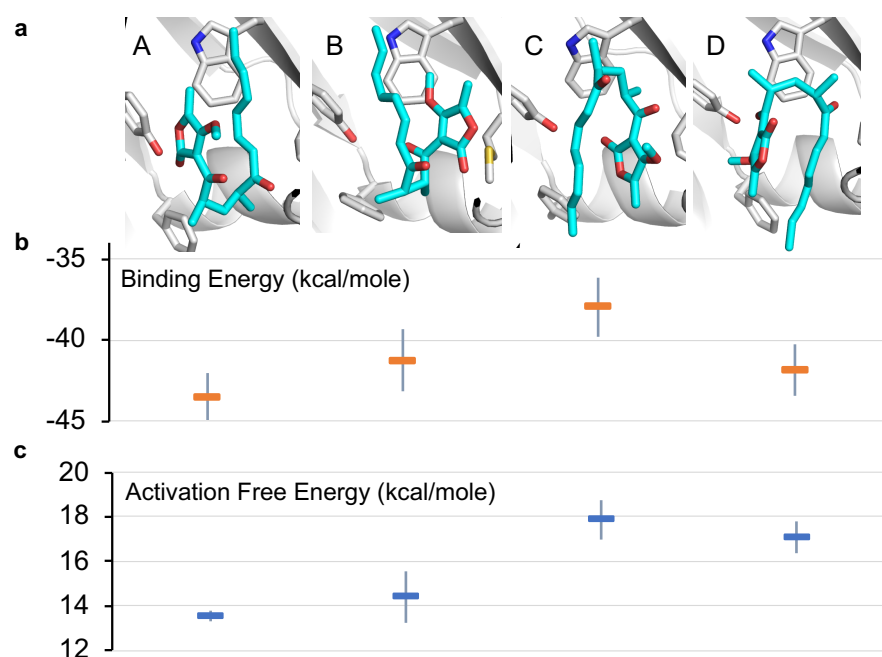 a
A B C D
b
Binding Energy (kcal/mole)
-35
-40
-45
c
Activation Free Energy (kcal/mole)
20
18
16
14
12